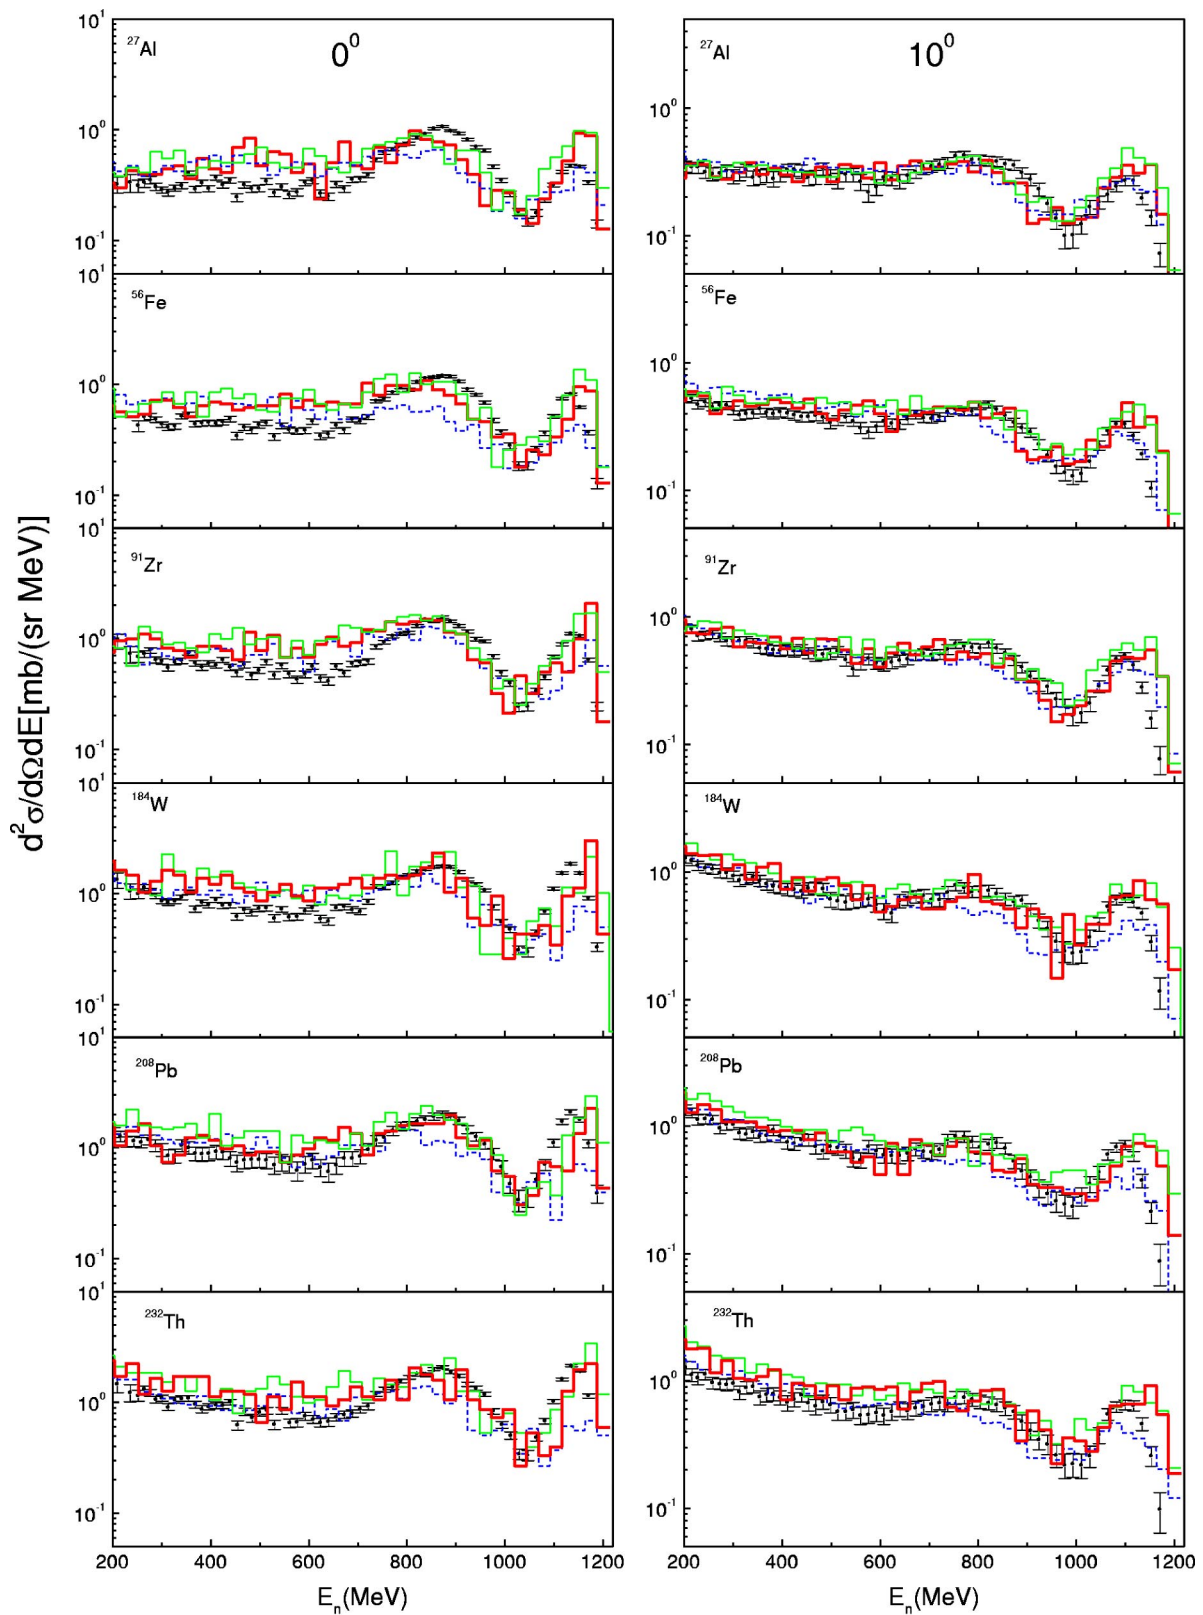 d²σ/dΩdE[mb/(sr MeV)]
0⁰
²⁷Al
10¹
10⁰
10⁻¹
10¹
⁵⁶Fe
10⁰
10⁻¹
10¹
⁹¹Zr
10⁰
10⁻¹
10¹
¹⁸⁴W
10⁰
10⁻¹
10¹
²⁰⁸Pb
10⁰
10⁻¹
10¹
²³²Th
10⁰
10⁻¹
200 400 600 800 1000 1200
Eₙ(MeV)
10⁰
²⁷Al
10⁰
10⁻¹
⁵⁶Fe
10⁰
10⁻¹
⁹¹Zr
10⁰
10⁻¹
¹⁸⁴W
10⁰
10⁻¹
²⁰⁸Pb
10⁰
10⁻¹
²³²Th
10⁰
10⁻¹
200 400 600 800 1000 1200
Eₙ(MeV)